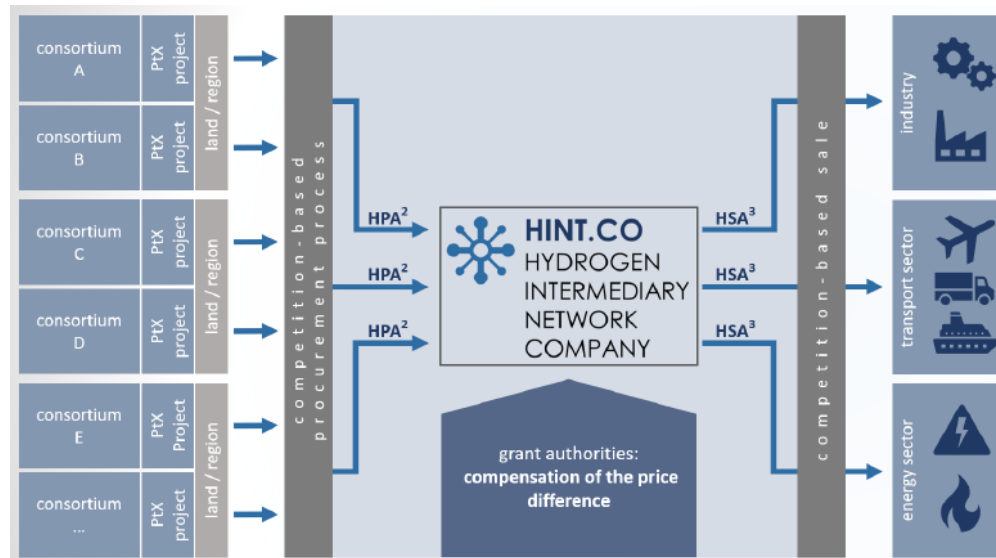 consortium
A
PtX
project
consortium
B
PtX
project
land / region
consortium
C
PtX
project
consortium
D
PtX
project
land / region
consortium
E
PtX
Project
consortium
...
PtX
project
land / region
competition-based
procurement process
HPA²
HPA²
HPA²
HINT.CO
HYDROGEN
INTERMEDIARY
NETWORK
COMPANY
grant authorities:
compensation of the price
difference
HSA³
HSA³
HSA³
competition-based sale
industry
transport sector
energy sector